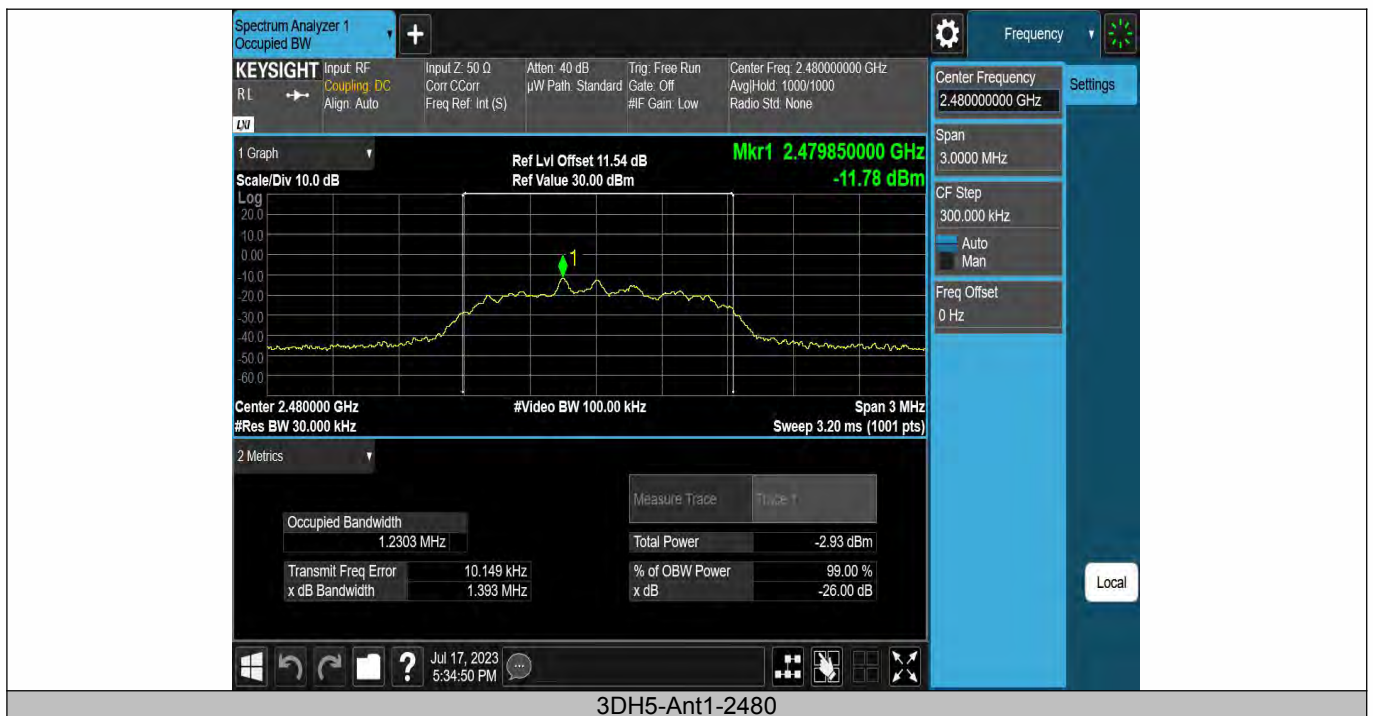 Spectrum Analyzer 1
Occupied BW
Frequency
KEYSIGHT
RL
LXI
Input: RF
Coupling: DC
Align: Auto
Input Z: 50 Ω
Corr CCorr
Freq Ref: Int (S)
Atten: 40 dB
µW Path: Standard
Trig: Free Run
Gate: Off
#IF Gain: Low
Center Freq: 2.480000000 GHz
Avg|Hold: 1000/1000
Radio Std: None
Center Frequency
2.480000000 GHz
Settings
Span
3.0000 MHz
CF Step
300.000 kHz
Auto
Man
Freq Offset
0 Hz
Local
1 Graph
Scale/Div 10.0 dB
Ref Lvl Offset 11.54 dB
Ref Value 30.00 dBm
Mkr1 2.479850000 GHz
-11.78 dBm
Log
20.0
10.0
0.00
-10.0
-20.0
-30.0
-40.0
-50.0
-60.0
1
Center 2.480000 GHz
#Video BW 100.00 kHz
Span 3 MHz
#Res BW 30.000 kHz
Sweep 3.20 ms (1001 pts)
2 Metrics
Measure Trace
Trace 1
Occupied Bandwidth
1.2303 MHz
Total Power -2.93 dBm
Transmit Freq Error 10.149 kHz
% of OBW Power 99.00 %
x dB Bandwidth 1.393 MHz
x dB -26.00 dB
Jul 17, 2023
5:34:50 PM
3DH5-Ant1-2480